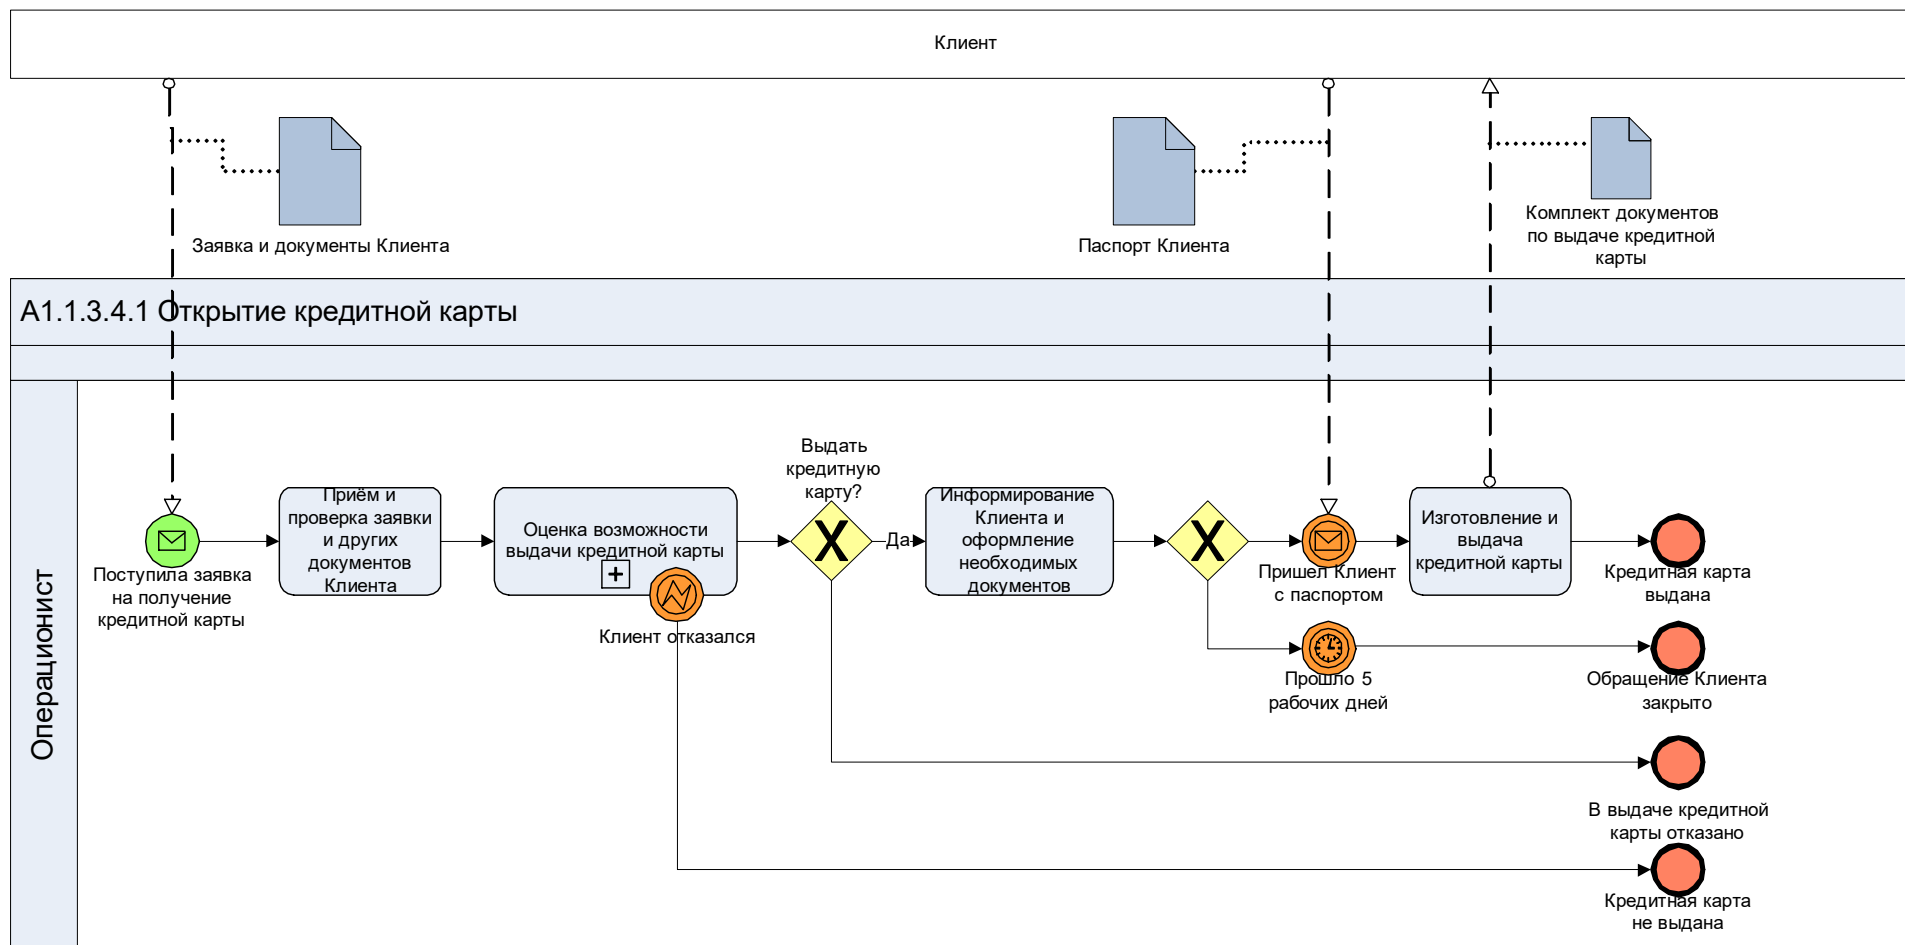 Клиент
Заявка и документы Клиента
Паспорт Клиента
Комплект документов
по выдаче кредитной
карты
A1.1.3.4.1 Открытие кредитной карты
Операционист
Поступила заявка
на получение
кредитной карты
Приём и
проверка заявки
и других
документов
Клиента
Оценка возможности
выдачи кредитной карты
Клиент отказался
Выдать
кредитную
карту?
Да
Информирование
Клиента и
оформление
необходимых
документов
Пришел Клиент
с паспортом
Прошло 5
рабочих дней
Изготовление и
выдача
кредитной карты
Кредитная карта
выдана
Обращение Клиента
закрыто
В выдаче кредитной
карты отказано
Кредитная карта
не выдана